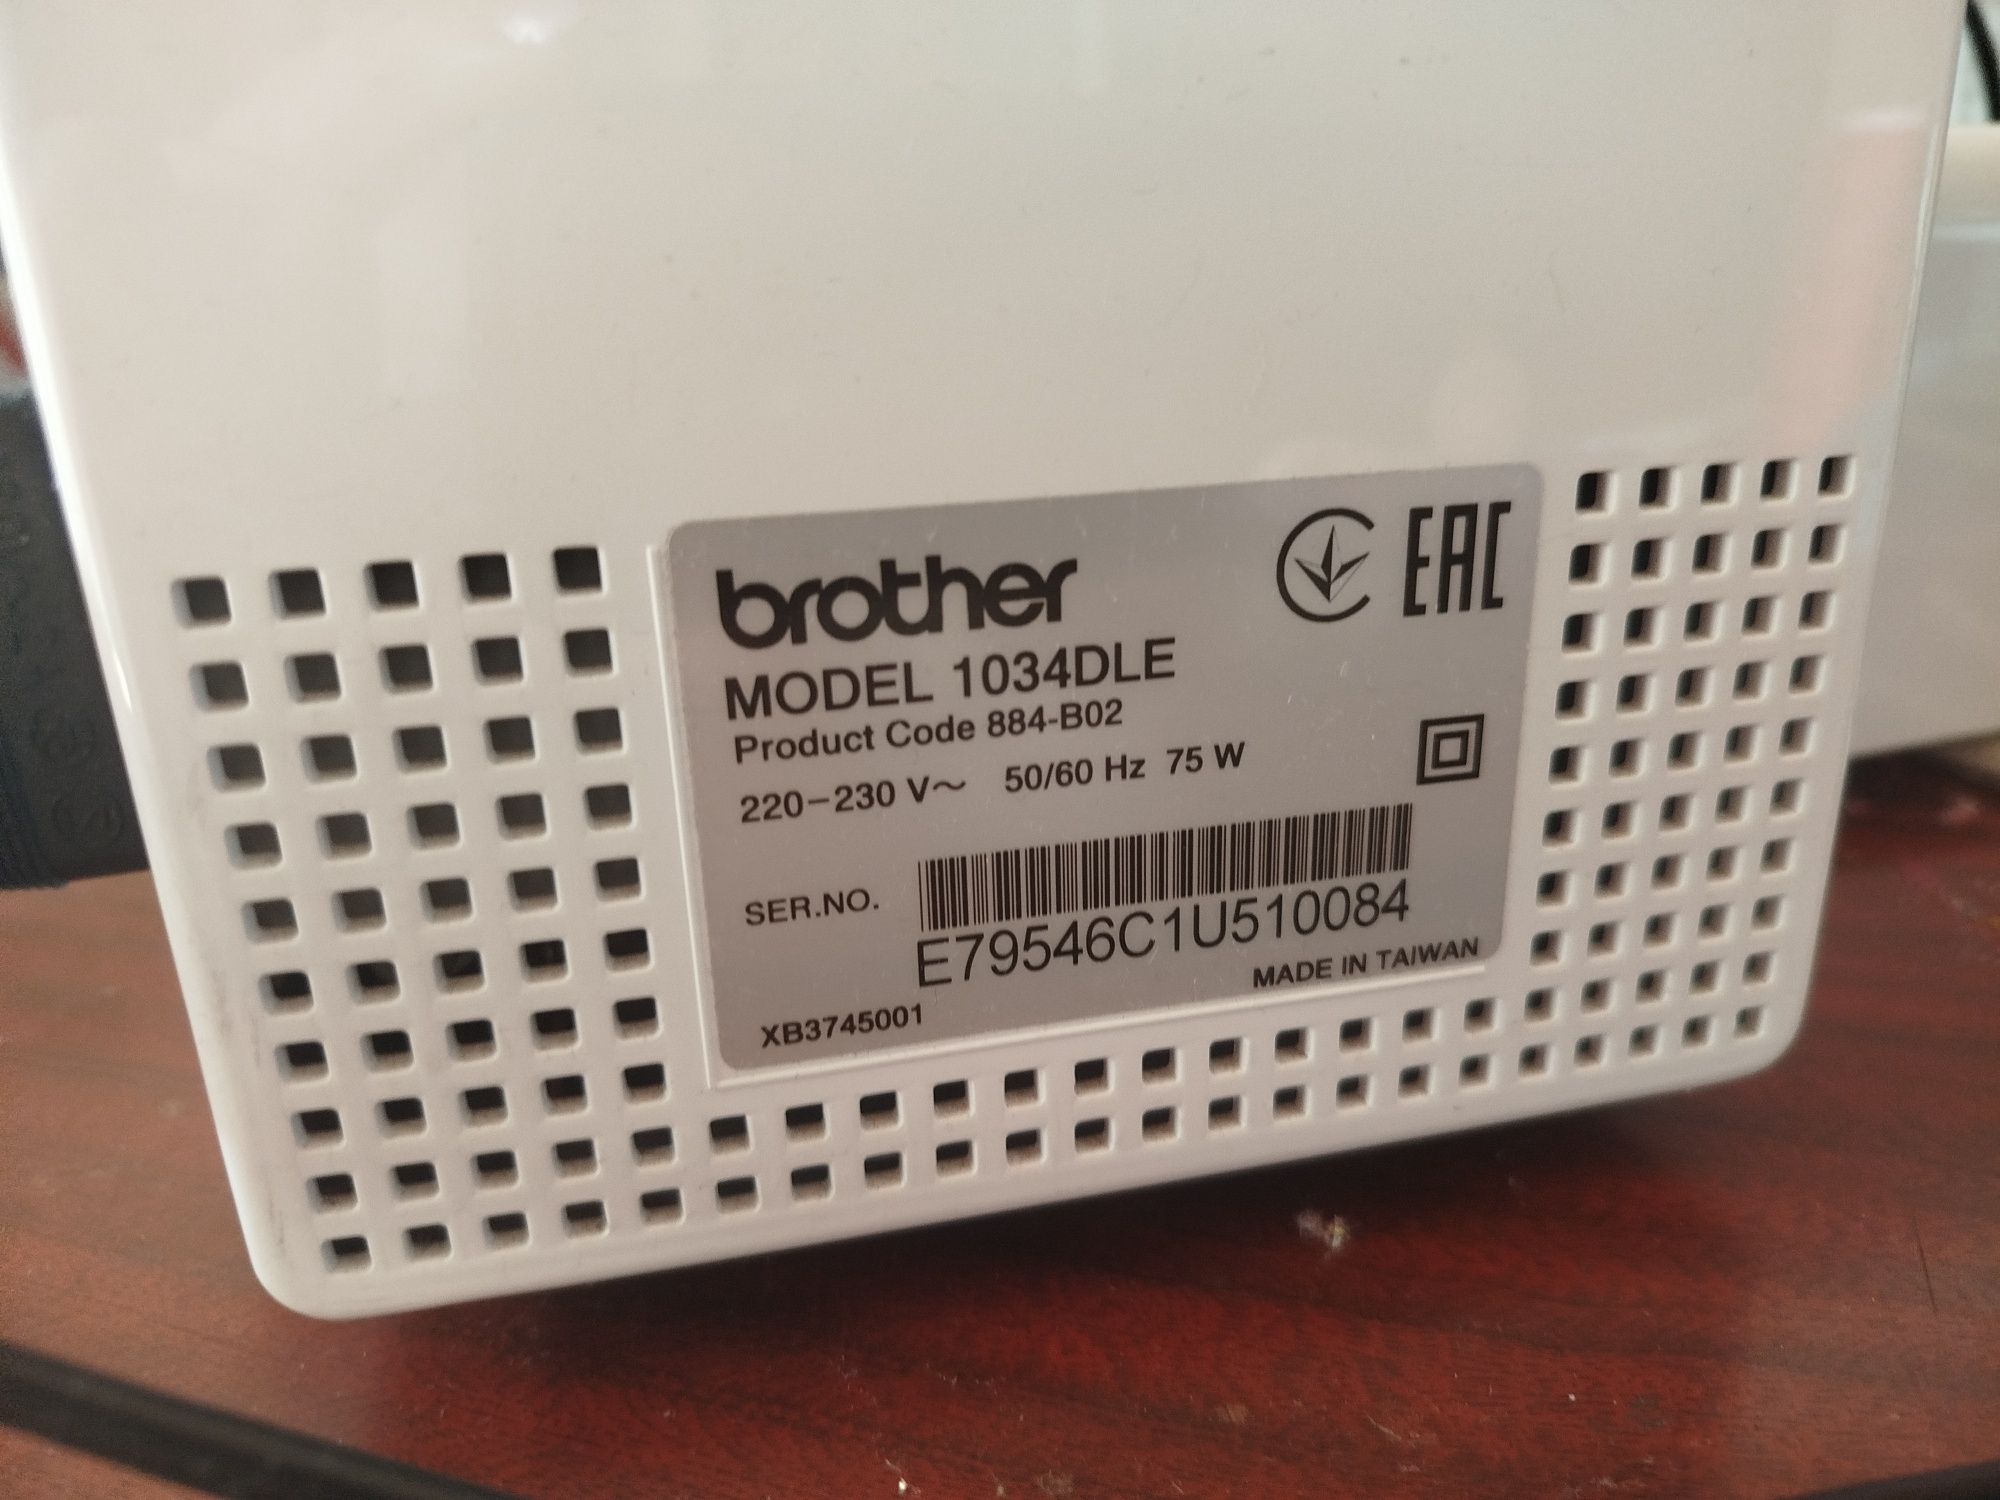 brother
EAC
MODEL 1034DLE
Product Code 884-B02
220–230 V～ 50/60 Hz 75 W
SER.NO.
E79546C1U510084
MADE IN TAIWAN
XB3745001